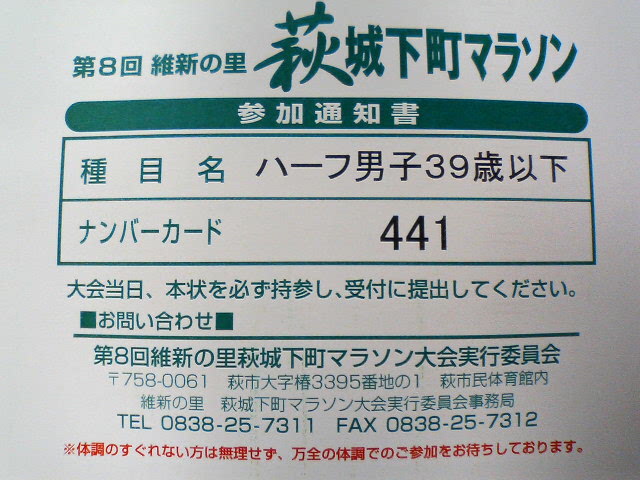 第8回 維新の里 萩城下町マラソン
参加通知書
種目名 ハーフ男子39歳以下
ナンバーカード 441
大会当日、本状を必ず持参し、受付に提出してください。
■お問い合わせ■
第8回維新の里萩城下町マラソン大会実行委員会
〒758-0061 萩市大字椿3395番地の1 萩市民体育館内
維新の里 萩城下町マラソン大会実行委員会事務局
TEL 0838-25-7311 FAX 0838-25-7312
※体調のすぐれない方は無理せず、万全の体調でのご参加をお待ちしております。